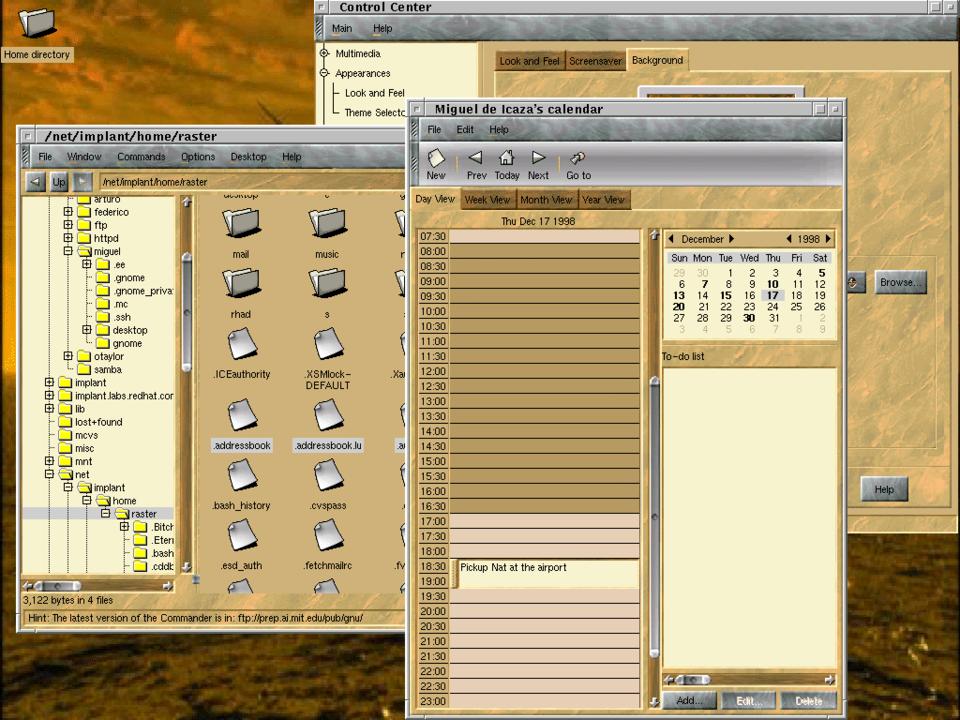 Control Center
Main Help
Home directory
Multimedia
Appearances
Look and Feel
Theme Selecto
Look and Feel Screensaver Background
Browse...
Help
/net/implant/home/raster
File Window Commands Options Desktop Help
Up /net/implant/home/raster
arturo
federico
ftp
httpd
miguel
.ee
.gnome
.gnome_priva
.mc
.ssh
desktop
gnome
otaylor
samba
implant
implant.labs.redhat.cor
lib
lost+found
mcvs
misc
mnt
net
implant
home
raster
.Bitch
.Eterr
.bash
.cddb
desktop
mail music
rhad s
.ICEauthority .XSMlock-
DEFAULT
.Xau
.addressbook .addressbook.lu
.bash_history .cvspass
.esd_auth .fetchmailrc .fv
3,122 bytes in 4 files
Hint: The latest version of the Commander is in: ftp://prep.ai.mit.edu/pub/gnu/
Miguel de Icaza's calendar
File Edit Help
New Prev Today Next Go to
Day View Week View Month View Year View
Thu Dec 17 1998
07:30
08:00
08:30
09:00
09:30
10:00
10:30
11:00
11:30
12:00
12:30
13:00
13:30
14:00
14:30
15:00
15:30
16:00
16:30
17:00
17:30
18:00
18:30 Pickup Nat at the airport
19:00
19:30
20:00
20:30
21:00
21:30
22:00
22:30
23:00
December 1998
Sun Mon Tue Wed Thu Fri Sat
29 30 1 2 3 4 5
6 7 8 9 10 11 12
13 14 15 16 17 18 19
20 21 22 23 24 25 26
27 28 29 30 31 1 2
3 4 5 6 7 8 9
To-do list
Add... Edit... Delete